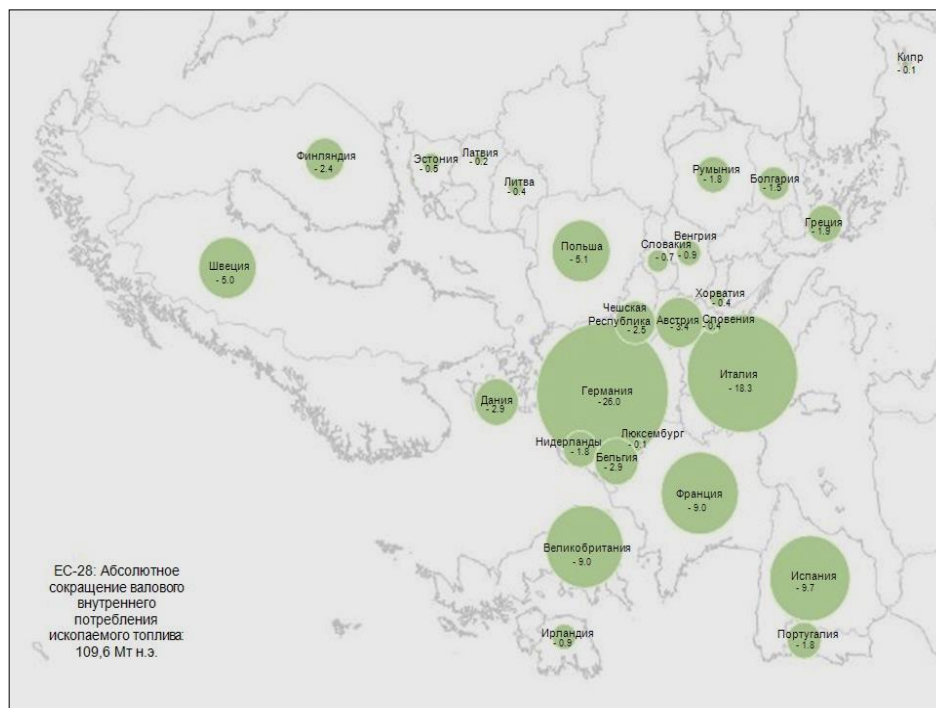 Кипр
- 0.1
Финляндия
- 2.4
Эстония
- 0.5
Латвия
- 0.2
Литва
- 0.4
Румыния
- 1.8
Болгария
- 1.5
Греция
- 1.9
Швеция
- 5.0
Польша
- 5.1
Словакия
- 0.7
Венгрия
- 0.9
Хорватия
- 0.4
Чешская
Республика
- 2.5
Австрия
- 3.4
Словения
- 0.4
Италия
- 18.3
Германия
- 26.0
Дания
- 2.9
Нидерланды
- 1.8
Люксембург
- 0.1
Бельгия
- 2.9
Франция
- 9.0
Великобритания
- 9.0
Испания
- 9.7
Португалия
- 1.8
Ирландия
- 0.9
ЕС-28: Абсолютное
сокращение валового
внутреннего
потребления
ископаемого топлива:
109,6 Мт н.э.